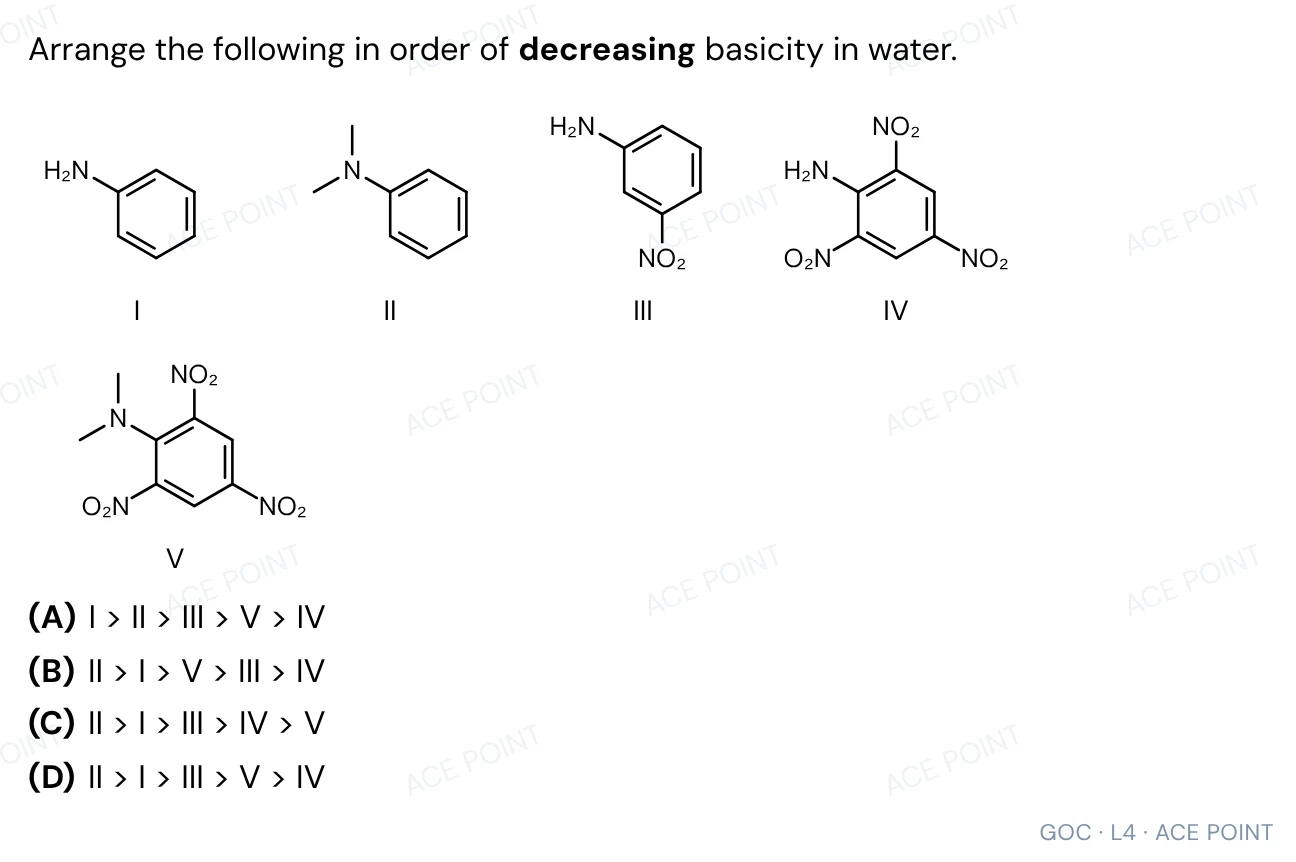 Arrange the following in order of decreasing basicity in water.
H₂N
N
H₂N
NO₂
NO₂
H₂N
O₂N
NO₂
I
II
III
IV
NO₂
N
O₂N
NO₂
V
(A) I > II > III > V > IV
(B) II > I > V > III > IV
(C) II > I > III > IV > V
(D) II > I > III > V > IV
GOC · L4 · ACE POINT
ACE POINT